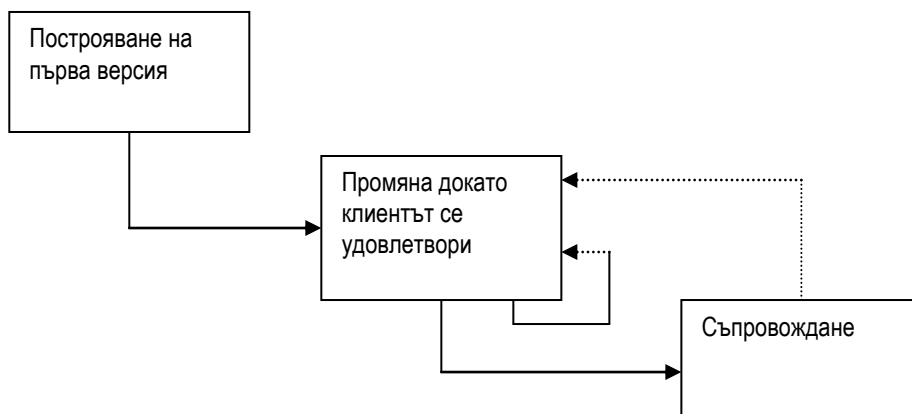 Построяване на
първа версия
Промяна докато
клиентът се
удовлетвори
Съпровождане